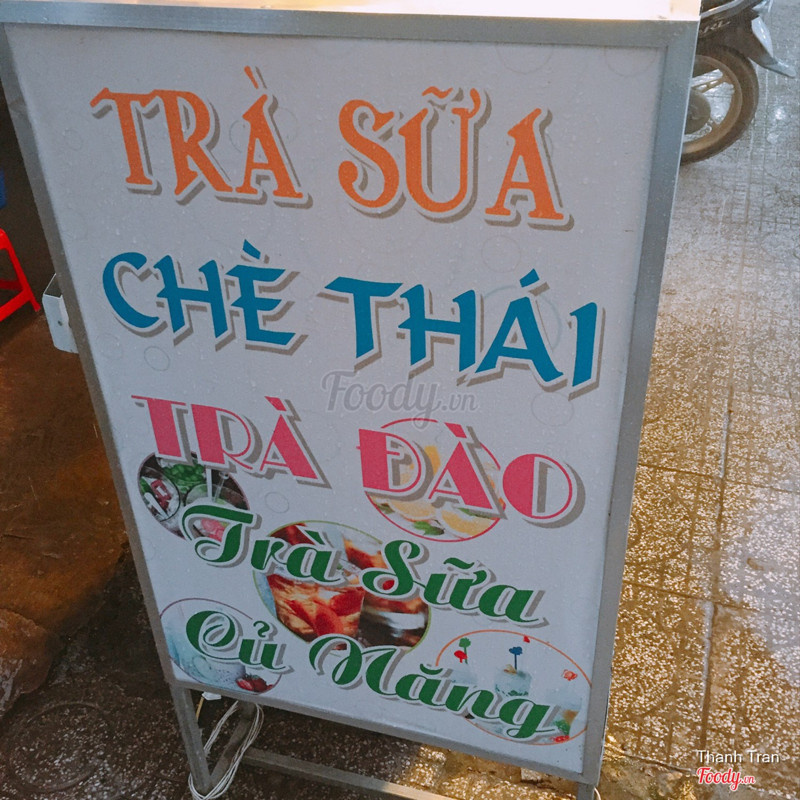 TRÀ SỮA
CHÈ THÁI
Foody.vn
TRÀ ĐÀO
Trà Sữa
Củ Năng
Thanh Tran
Foody.vn